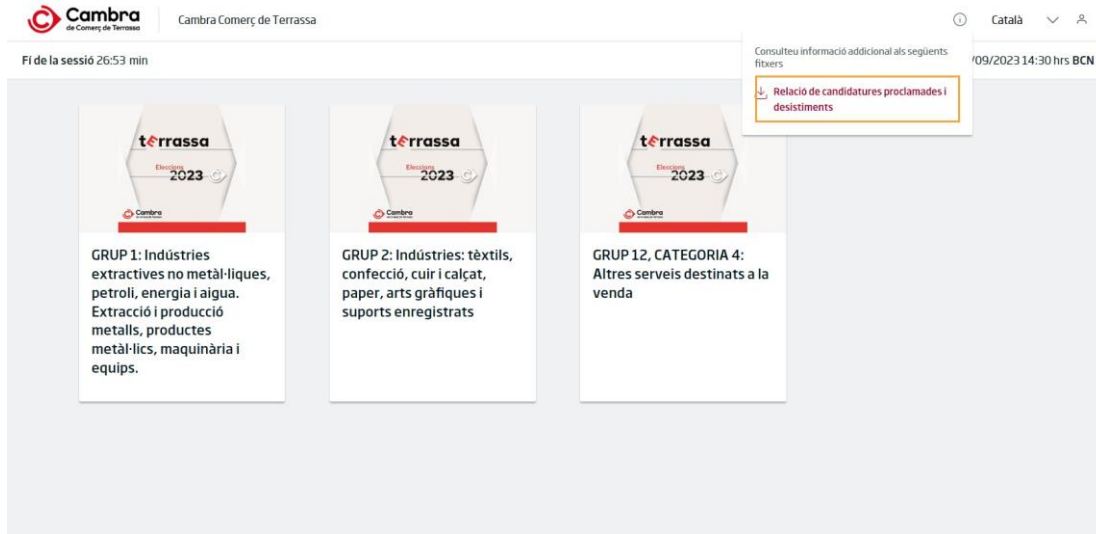 Cambra
de Comerç de Terrassa
Cambra Comerç de Terrassa
Català
Fí de la sessió 26:53 min
Consulteu informació addicional als següents
fitxers
/09/2023 14:30 hrs BCN
Relació de candidatures proclamades i
desistiments
terrassa
Eleccions
2023
Cambra
terrassa
Eleccions
2023
Cambra
terrassa
Eleccions
2023
Cambra
GRUP 1: Indústries
extractives no metàl·liques,
petroli, energia i aigua.
Extracció i producció
metalls, productes
metàl·lics, maquinària i
equips.
GRUP 2: Indústries: tèxtils,
confecció, cuir i calçat,
paper, arts gràfiques i
suports enregistrats
GRUP 12, CATEGORIA 4:
Altres serveis destinats a la
venda